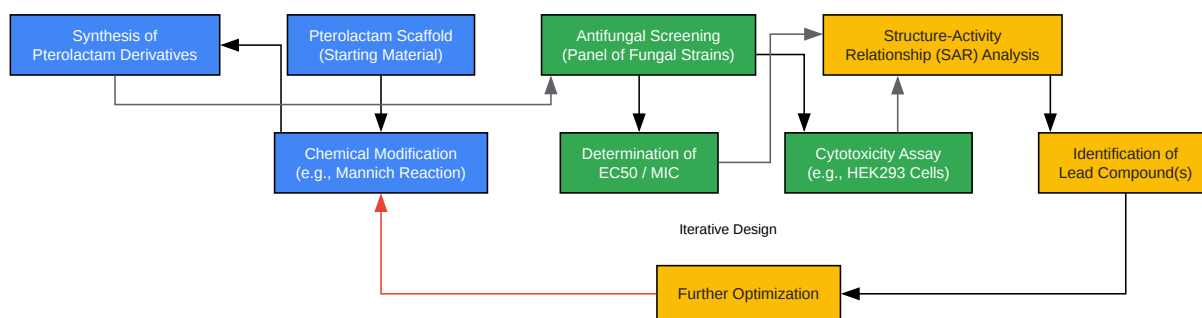 Synthesis of
Pterolactam Derivatives
Pterolactam Scaffold
(Starting Material)
Antifungal Screening
(Panel of Fungal Strains)
Structure-Activity
Relationship (SAR) Analysis
Chemical Modification
(e.g., Mannich Reaction)
Determination of
EC50 / MIC
Cytotoxicity Assay
(e.g., HEK293 Cells)
Identification of
Lead Compound(s)
Iterative Design
Further Optimization